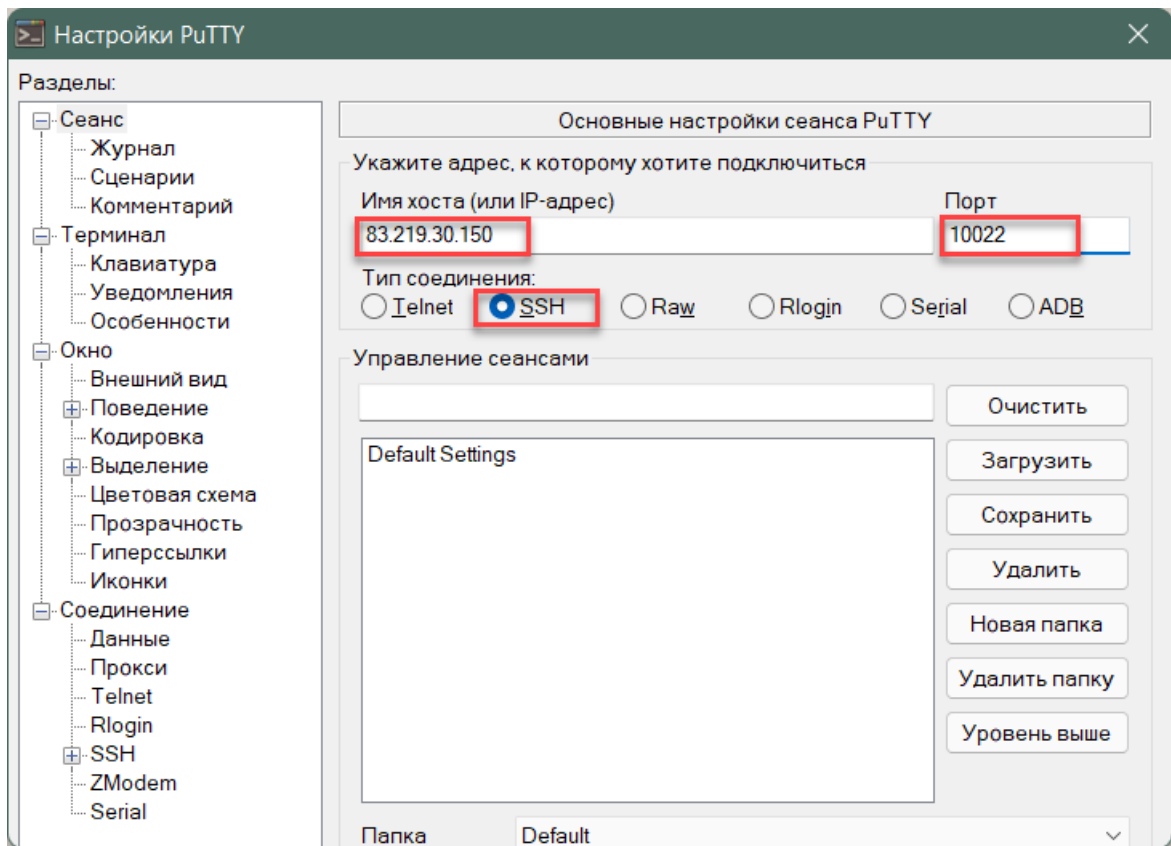 Настройки PuTTY
Разделы:
Сеанс
Журнал
Сценарии
Комментарий
Терминал
Клавиатура
Уведомления
Особенности
Окно
Внешний вид
Поведение
Кодировка
Выделение
Цветовая схема
Прозрачность
Гиперссылки
Иконки
Соединение
Данные
Прокси
Telnet
Rlogin
SSH
ZModem
Serial
Основные настройки сеанса PuTTY
Укажите адрес, к которому хотите подключиться
Имя хоста (или IP-адрес) Порт
83.219.30.150 10022
Тип соединения:
Telnet SSH Raw Rlogin Serial ADB
Управление сеансами
Очистить
Default Settings
Загрузить
Сохранить
Удалить
Новая папка
Удалить папку
Уровень выше
Папка Default